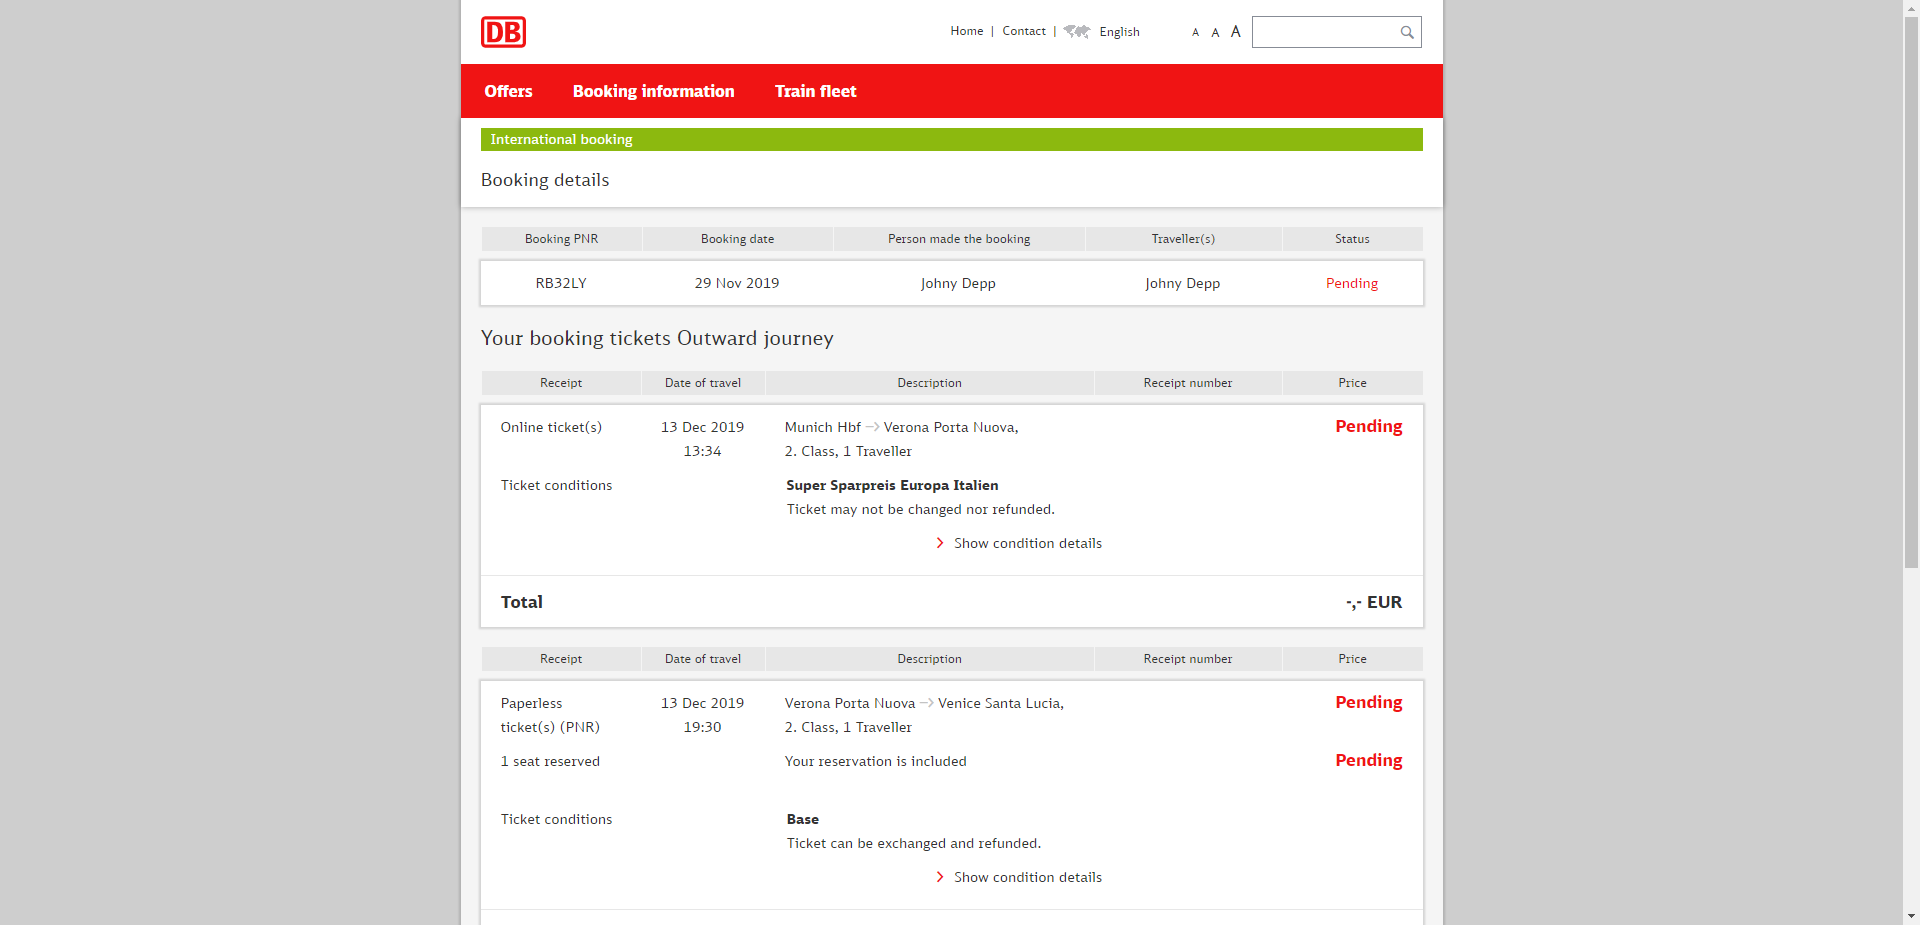 DB
Home | Contact | English A A A
Offers Booking information Train fleet
International booking
Booking details
Booking PNR Booking date Person made the booking Traveller(s) Status
RB32LY 29 Nov 2019 Johny Depp Johny Depp Pending
Your booking tickets Outward journey
Receipt Date of travel Description Receipt number Price
Online ticket(s) 13 Dec 2019 Munich Hbf → Verona Porta Nuova, Pending
13:34 2. Class, 1 Traveller
Ticket conditions Super Sparpreis Europa Italien
Ticket may not be changed nor refunded.
Show condition details
Total -,- EUR
Receipt Date of travel Description Receipt number Price
Paperless 13 Dec 2019 Verona Porta Nuova → Venice Santa Lucia, Pending
ticket(s) (PNR) 19:30 2. Class, 1 Traveller
1 seat reserved Your reservation is included Pending
Ticket conditions Base
Ticket can be exchanged and refunded.
Show condition details